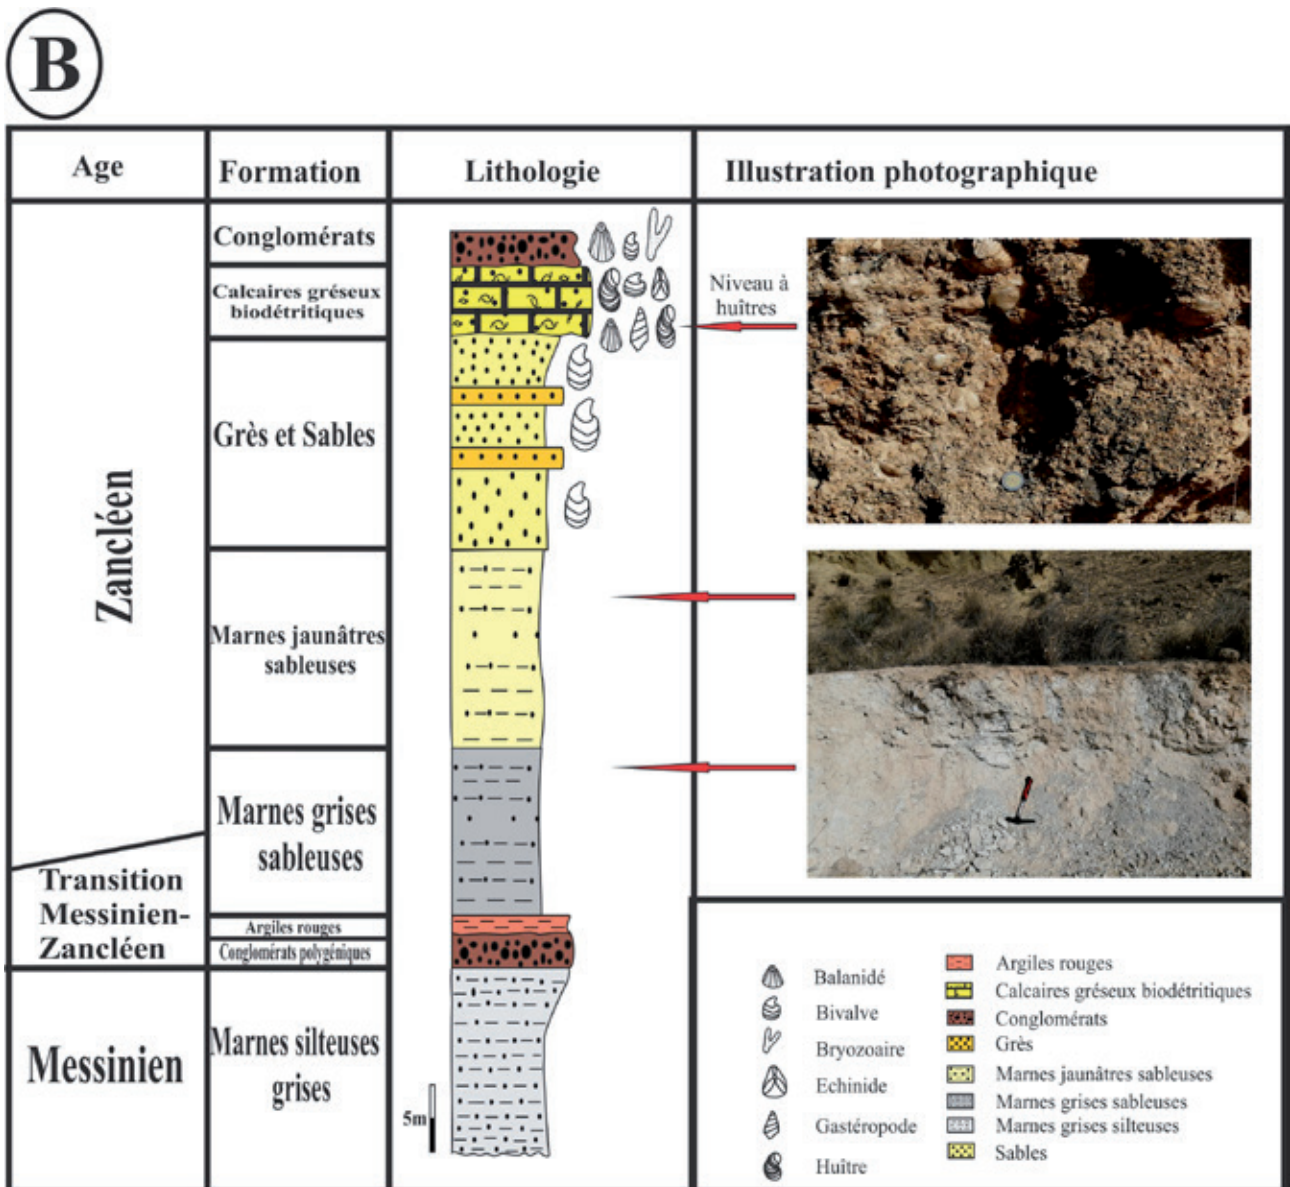 B
Age
Formation
Lithologie
Illustration photographique
Zancléen
Transition
Messinien-
Zancléen
Messinien
Conglomérats
Calcaires gréseux
biodétritiques
Grès et Sables
Marnes jaunâtres
sableuses
Marnes grises
sableuses
Argiles rouges
Conglomérats polygéniques
Marnes silteuses
grises
5m
Niveau à
huîtres
Balanidé
Bivalve
Bryozoaire
Echinide
Gastéropode
Huître
Argiles rouges
Calcaires gréseux biodétritiques
Conglomérats
Grès
Marnes jaunâtres sableuses
Marnes grises sableuses
Marnes grises silteuses
Sables